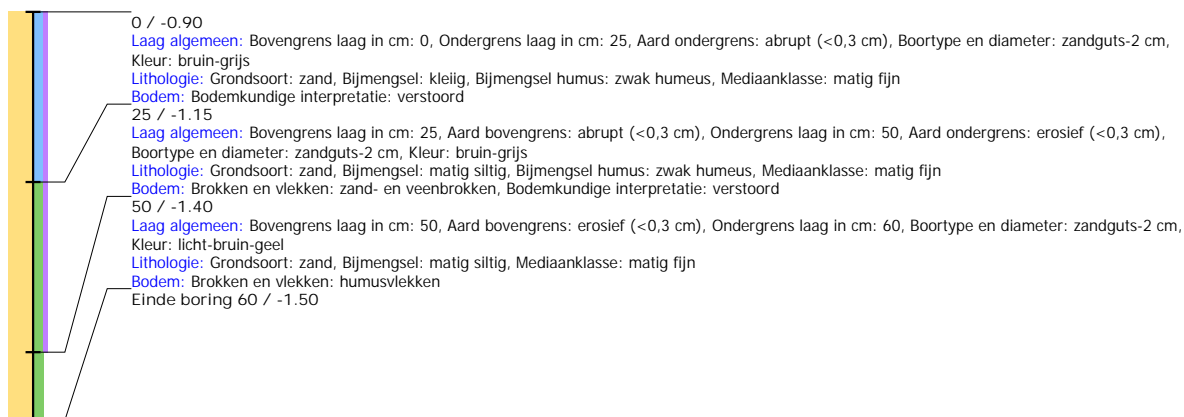 0 / -0.90
Laag algemeen: Bovengrens laag in cm: 0, Ondergrens laag in cm: 25, Aard ondergrens: abrupt (<0,3 cm), Boortype en diameter: zandguts-2 cm,
Kleur: bruin-grijs
Lithologie: Grondsoort: zand, Bijmengsel: kleiig, Bijmengsel humus: zwak humeus, Mediaanklasse: matig fijn
Bodem: Bodemkundige interpretatie: verstoord
25 / -1.15
Laag algemeen: Bovengrens laag in cm: 25, Aard bovengrens: abrupt (<0,3 cm), Ondergrens laag in cm: 50, Aard ondergrens: erosief (<0,3 cm),
Boortype en diameter: zandguts-2 cm, Kleur: bruin-grijs
Lithologie: Grondsoort: zand, Bijmengsel: matig siltig, Bijmengsel humus: zwak humeus, Mediaanklasse: matig fijn
Bodem: Brokken en vlekken: zand- en veenbrokken, Bodemkundige interpretatie: verstoord
50 / -1.40
Laag algemeen: Bovengrens laag in cm: 50, Aard bovengrens: erosief (<0,3 cm), Ondergrens laag in cm: 60, Boortype en diameter: zandguts-2 cm,
Kleur: licht-bruin-geel
Lithologie: Grondsoort: zand, Bijmengsel: matig siltig, Mediaanklasse: matig fijn
Bodem: Brokken en vlekken: humusvlekken
Einde boring 60 / -1.50